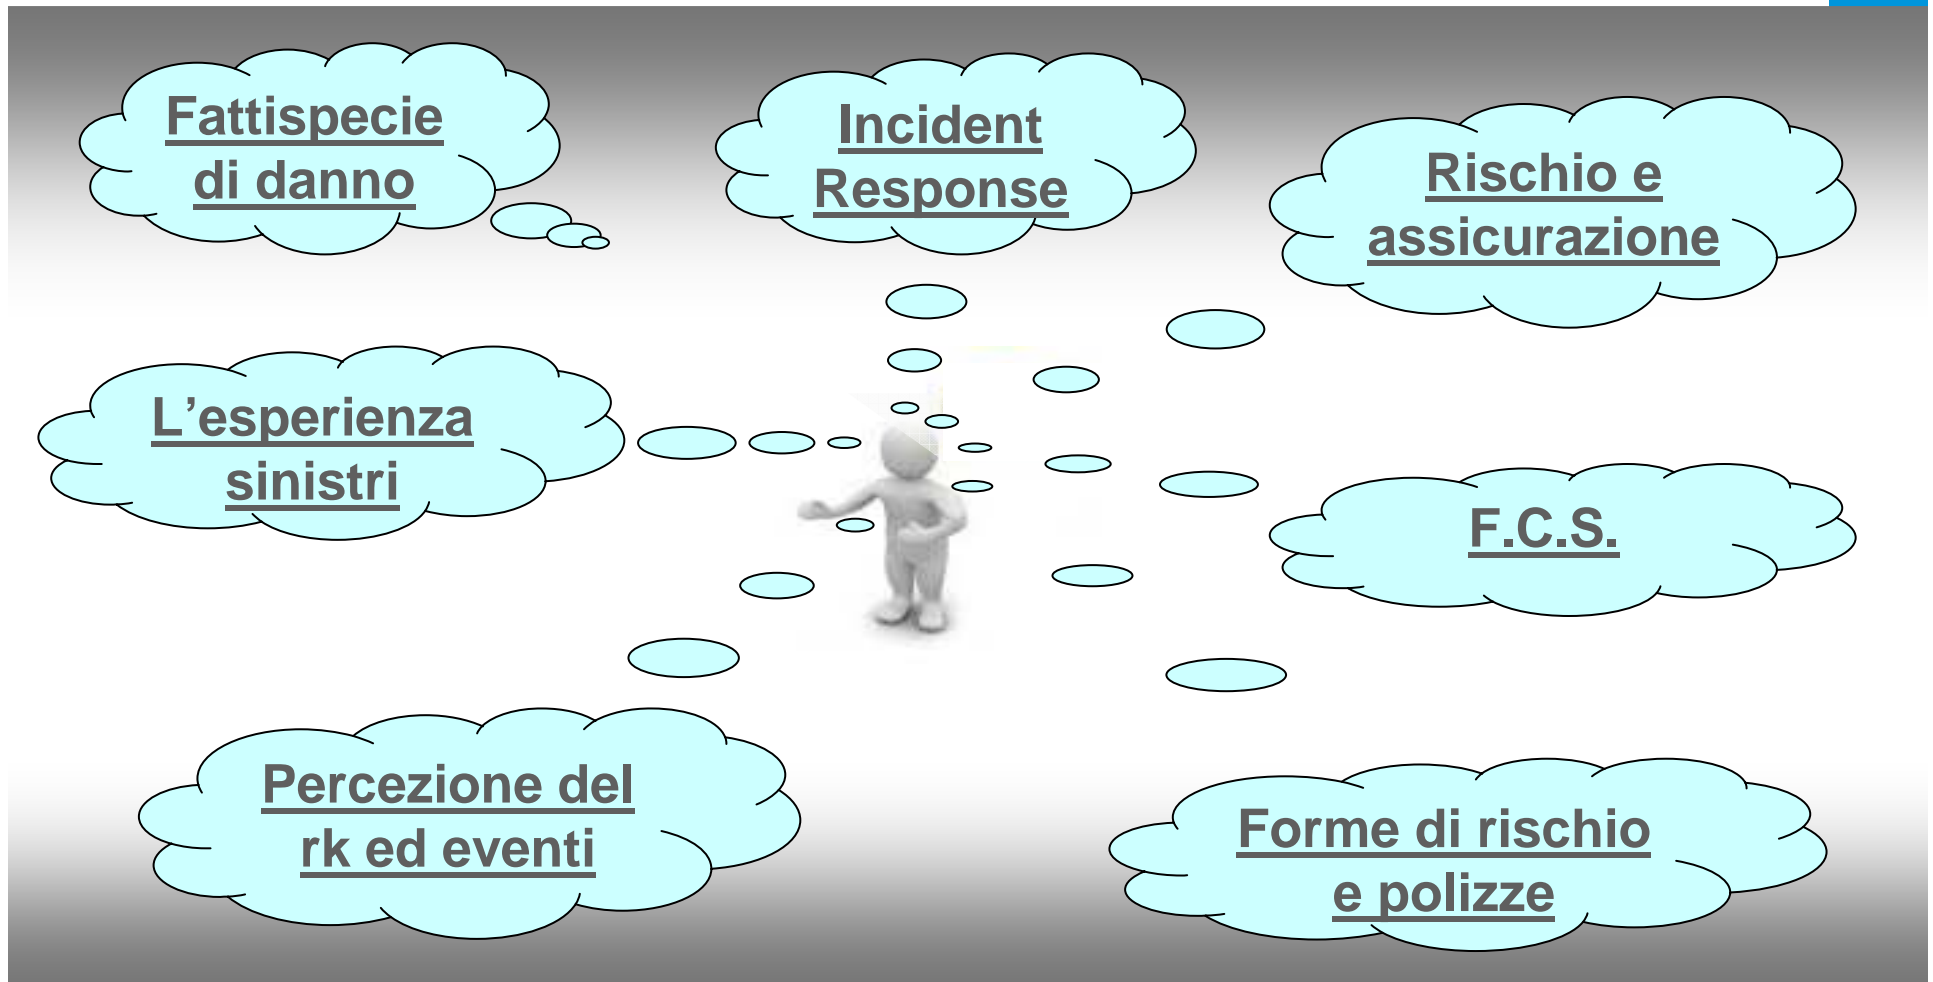 Fattispecie
di danno
Incident
Response
Rischio e
assicurazione
L’esperienza
sinistri
F.C.S.
Percezione del
rk ed eventi
Forme di rischio
e polizze